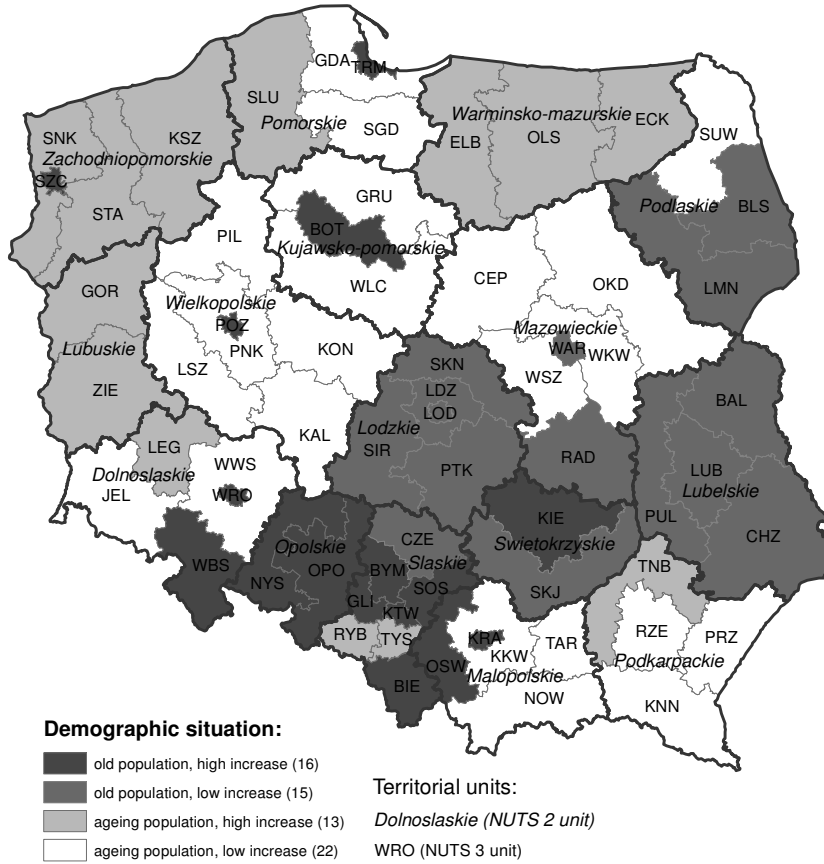 GDA
TRM
SLU
Pomorskie
SGD
Warminsko-mazurskie
ELB
OLS
ECK
SUW
SNK
KSZ
Zachodniopomorskie
SZC
STA
GRU
BOT
Kujawsko-pomorskie
WLC
Podlaskie
BLS
LMN
PIL
Wielkopolskie
POZ
PNK
LSZ
KON
KAL
CEP
OKD
Mazowieckie
WAR
WKW
WSZ
RAD
GOR
Lubuskie
ZIE
SKN
LDZ
LOD
Lodzkie
SIR
PTK
BAL
LUB
Lubelskie
PUL
CHZ
LEG
WWS
Dolnoslaskie
JEL
WRO
WBS
Opolskie
OPO
NYS
CZE
Slaskie
BYM
SOS
GLI
KTW
RYB
TYS
BIE
KIE
Swietokrzyskie
SKJ
TNB
RZE
PRZ
Podkarpackie
KNN
KRA
TAR
KKW
OSW
Malopolskie
NOW
Demographic situation:
old population, high increase (16)
old population, low increase (15)
ageing population, high increase (13)
ageing population, low increase (22)
Territorial units:
Dolnoslaskie (NUTS 2 unit)
WRO (NUTS 3 unit)